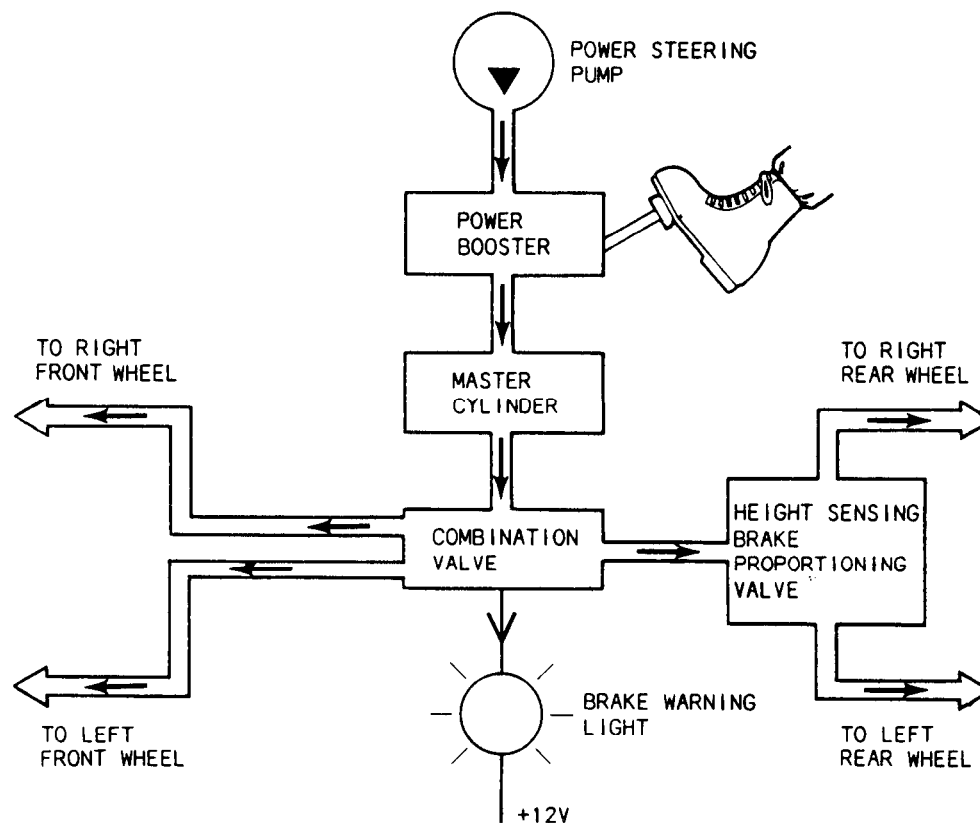 POWER STEERING
PUMP
POWER
BOOSTER
TO RIGHT
FRONT WHEEL
MASTER
CYLINDER
TO RIGHT
REAR WHEEL
COMBINATION
VALVE
HEIGHT SENSING
BRAKE
PROPORTIONING
VALVE
BRAKE WARNING
LIGHT
TO LEFT
FRONT WHEEL
TO LEFT
REAR WHEEL
+12V